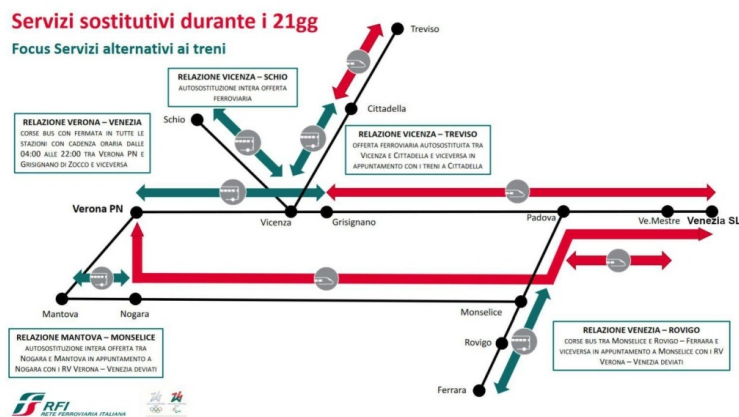 Servizi sostitutivi durante i 21gg
Focus Servizi alternativi ai treni
Treviso
RELAZIONE VICENZA – SCHIO
AUTOSOSTITUZIONE INTERA OFFERTA
FERROVIARIA
Cittadella
RELAZIONE VERONA – VENEZIA
CORSE BUS CON FERMATA IN TUTTE LE
STAZIONI CON CADENZA ORARIA DALLE
04:00 ALLE 22:00 TRA VERONA PN E
GRISIGNANO DI ZOCCO E VICEVERSA
Schio
RELAZIONE VICENZA – TREVISO
OFFERTA FERROVIARIA AUTOSOSTITUITA TRA
VICENZA E CITTADELLA E VICEVERSA IN
APPUNTAMENTO CON I TRENI A CITTADELLA
Verona PN
Vicenza
Grisignano
Padova
Ve.Mestre
Venezia SL
Mantova
Nogara
Monselice
RELAZIONE MANTOVA – MONSELICE
AUTOSOSTITUZIONE INTERA OFFERTA TRA
NOGARA E MANTOVA IN APPUNTAMENTO A
NOGARA CON I RV VERONA – VENEZIA DEVIATI
RELAZIONE VENEZIA – ROVIGO
CORSE BUS TRA MONSELICE E ROVIGO – FERRARA E
VICEVERSA IN APPUNTAMENTO A MONSELICE CON I RV
VERONA – VENEZIA DEVIATI
Rovigo
Ferrara
RFI
RETE FERROVIARIA ITALIANA